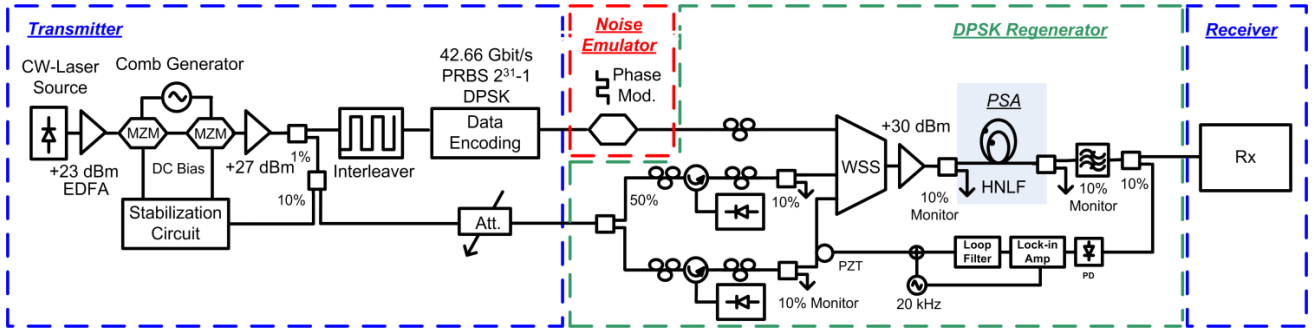 Transmitter
CW-Laser
Source
Comb Generator
MZM
MZM
+23 dBm
EDFA
DC Bias
+27 dBm
1%
10%
Stabilization
Circuit
Interleaver
42.66 Gbit/s
PRBS 2³¹-1
DPSK
Data
Encoding
Att.
Noise
Emulator
Phase
Mod.
DPSK Regenerator
50%
10%
10% Monitor
WSS
+30 dBm
10%
Monitor
PSA
HNLF
10%
Monitor
10%
PZT
20 kHz
Loop
Filter
Lock-in
Amp
PD
Receiver
Rx